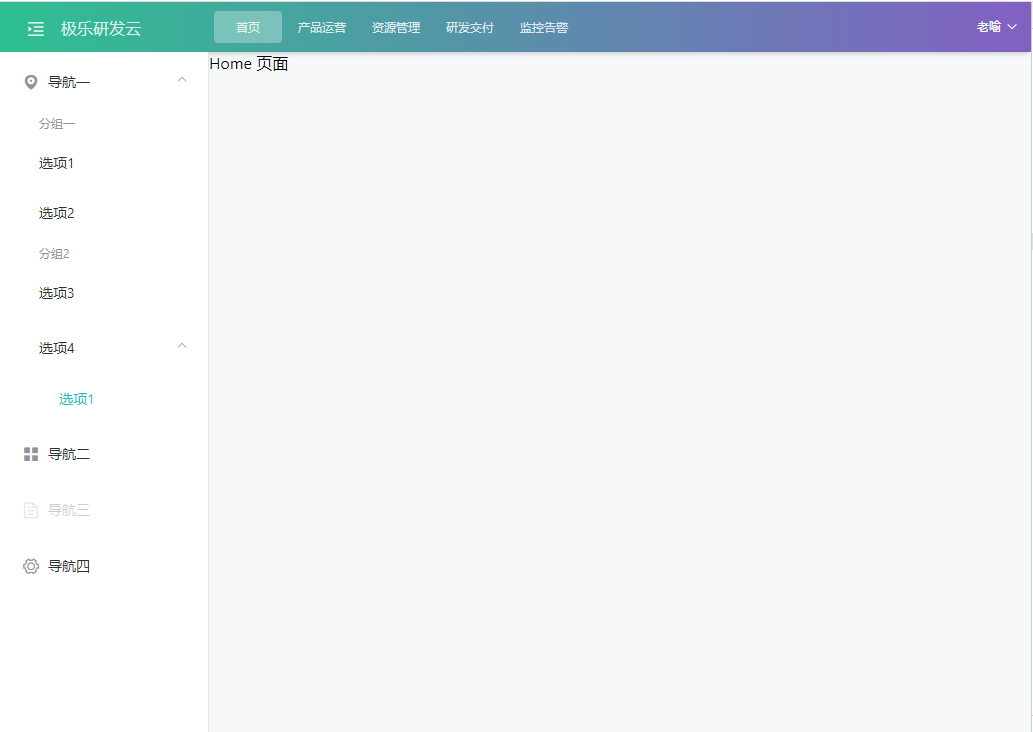 极乐研发云
首页 产品运营 资源管理 研发交付 监控告警
老喻
导航一
分组一
选项1
选项2
分组2
选项3
选项4
选项1
导航二
导航三
导航四
Home 页面